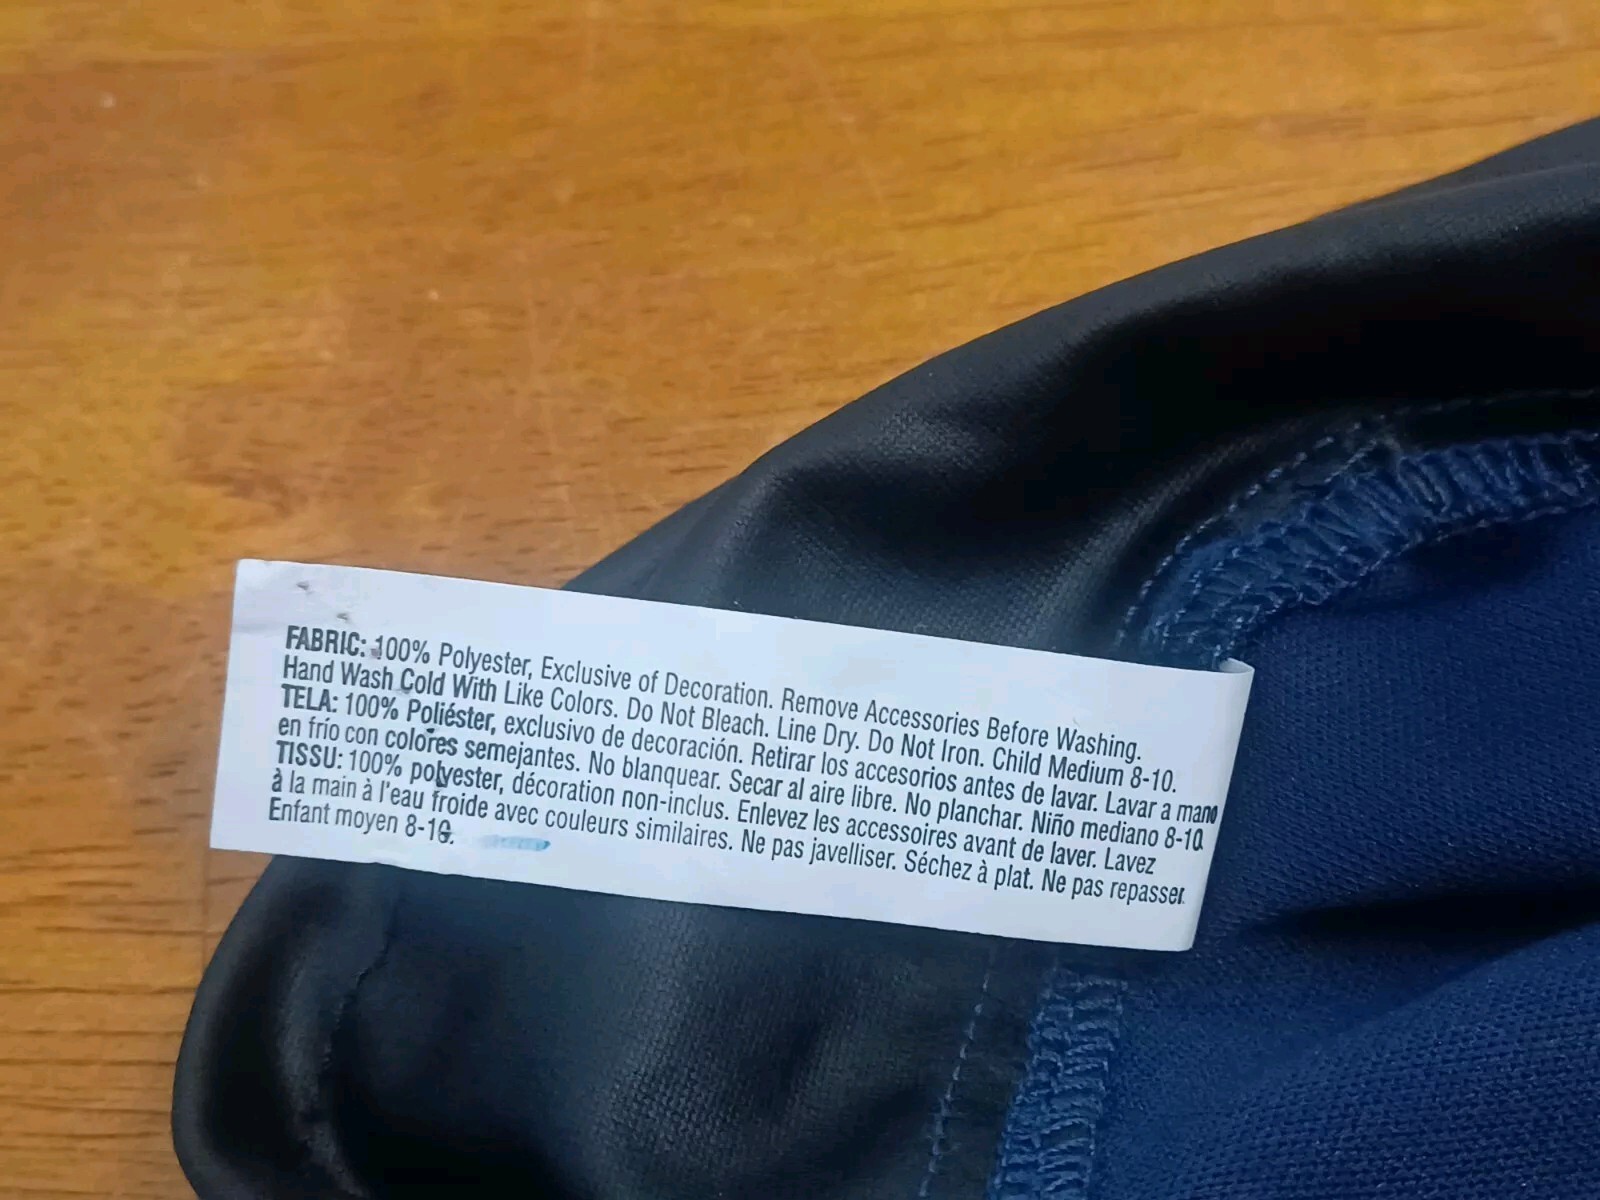 FABRIC: 100% Polyester, Exclusive of Decoration. Remove Accessories Before Washing.
Hand Wash Cold With Like Colors. Do Not Bleach. Line Dry. Do Not Iron. Child Medium 8-10.
TELA: 100% Poliéster, exclusivo de decoración. Retirar los accesorios antes de lavar. Lavar a mano
en frío con colores semejantes. No blanquear. Secar al aire libre. No planchar. Niño mediano 8-10.
TISSU: 100% polyester, décoration non-inclus. Enlevez les accessoires avant de laver. Lavez
à la main à l'eau froide avec couleurs similaires. Ne pas javelliser. Séchez à plat. Ne pas repasser.
Enfant moyen 8-10.